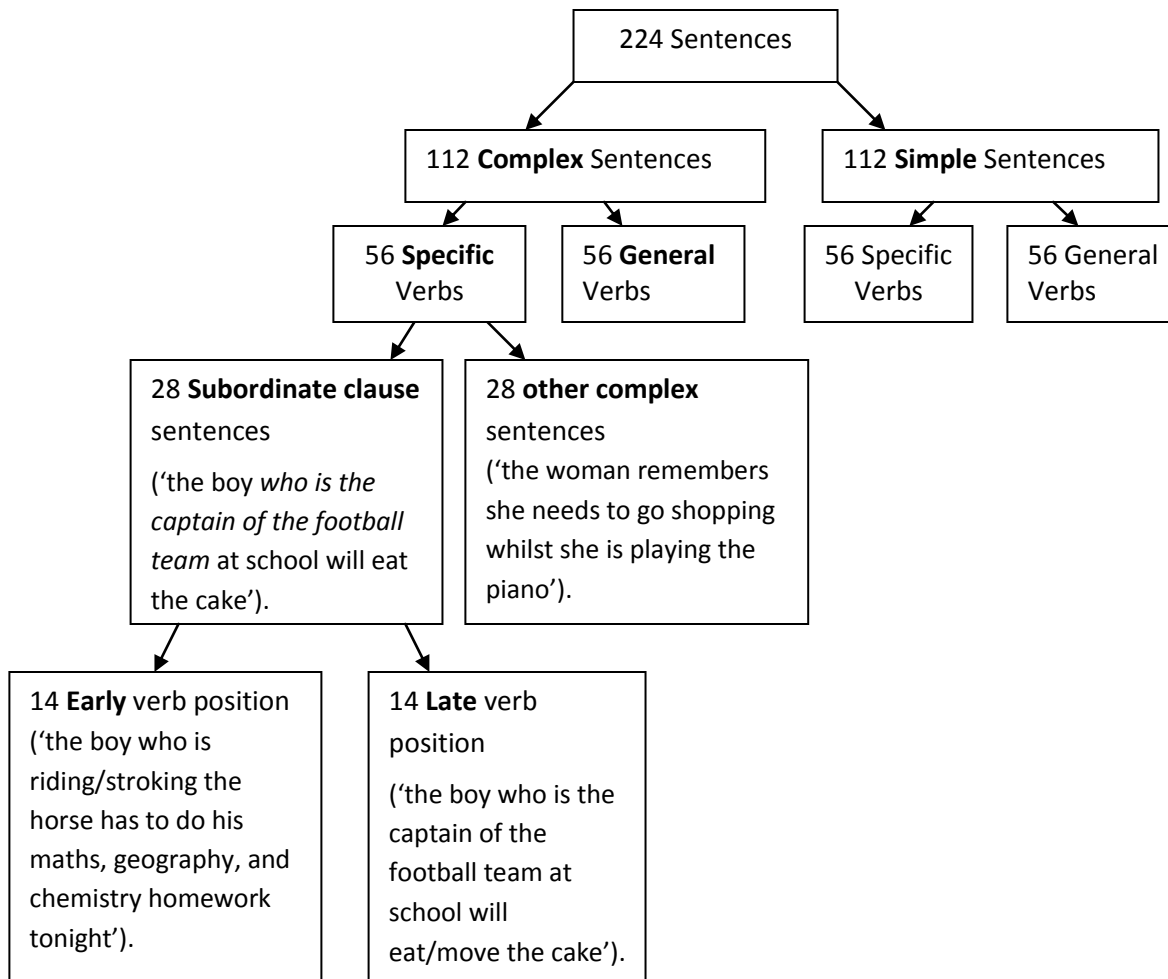 224 Sentences
112 Complex Sentences
112 Simple Sentences
56 Specific
Verbs
56 General
Verbs
56 Specific
Verbs
56 General
Verbs
28 Subordinate clause
sentences
(‘the boy who is the
captain of the football
team at school will eat
the cake’).
28 other complex
sentences
(‘the woman remembers
she needs to go shopping
whilst she is playing the
piano’).
14 Early verb position
(‘the boy who is
riding/stroking the
horse has to do his
maths, geography, and
chemistry homework
tonight’).
14 Late verb
position
(‘the boy who is the
captain of the
football team at
school will
eat/move the cake’).